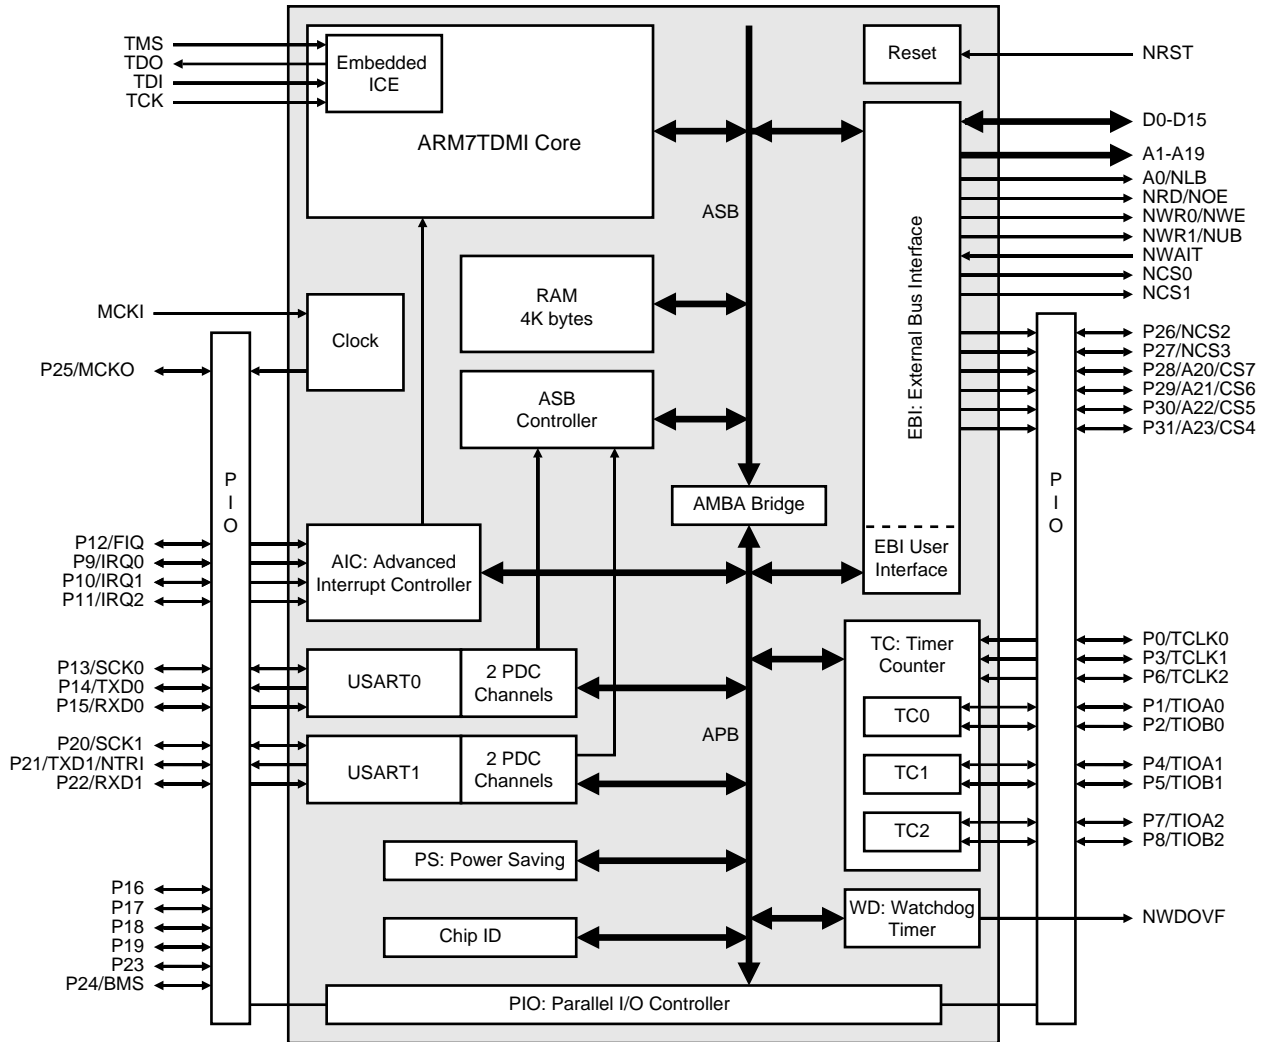 TMS
TDO
TDI
TCK
Embedded
ICE
ARM7TDMI Core
Reset
NRST
D0-D15
A1-A19
A0/NLB
NRD/NOE
NWR0/NWE
NWR1/NUB
NWAIT
NCS0
NCS1
ASB
EBI: External Bus Interface
RAM
4K bytes
MCKI
Clock
P25/MCKO
ASB
Controller
P26/NCS2
P27/NCS3
P28/A20/CS7
P29/A21/CS6
P30/A22/CS5
P31/A23/CS4
P
I
O
P
I
O
AMBA Bridge
EBI User
Interface
P12/FIQ
P9/IRQ0
P10/IRQ1
P11/IRQ2
AIC: Advanced
Interrupt Controller
P13/SCK0
P14/TXD0
P15/RXD0
USART0
2 PDC
Channels
TC: Timer
Counter
P0/TCLK0
P3/TCLK1
P6/TCLK2
TC0
P1/TIOA0
P2/TIOB0
P20/SCK1
P21/TXD1/NTRI
P22/RXD1
USART1
2 PDC
Channels
APB
TC1
P4/TIOA1
P5/TIOB1
TC2
P7/TIOA2
P8/TIOB2
PS: Power Saving
P16
P17
P18
P19
P23
P24/BMS
Chip ID
WD: Watchdog
Timer
NWDOVF
PIO: Parallel I/O Controller